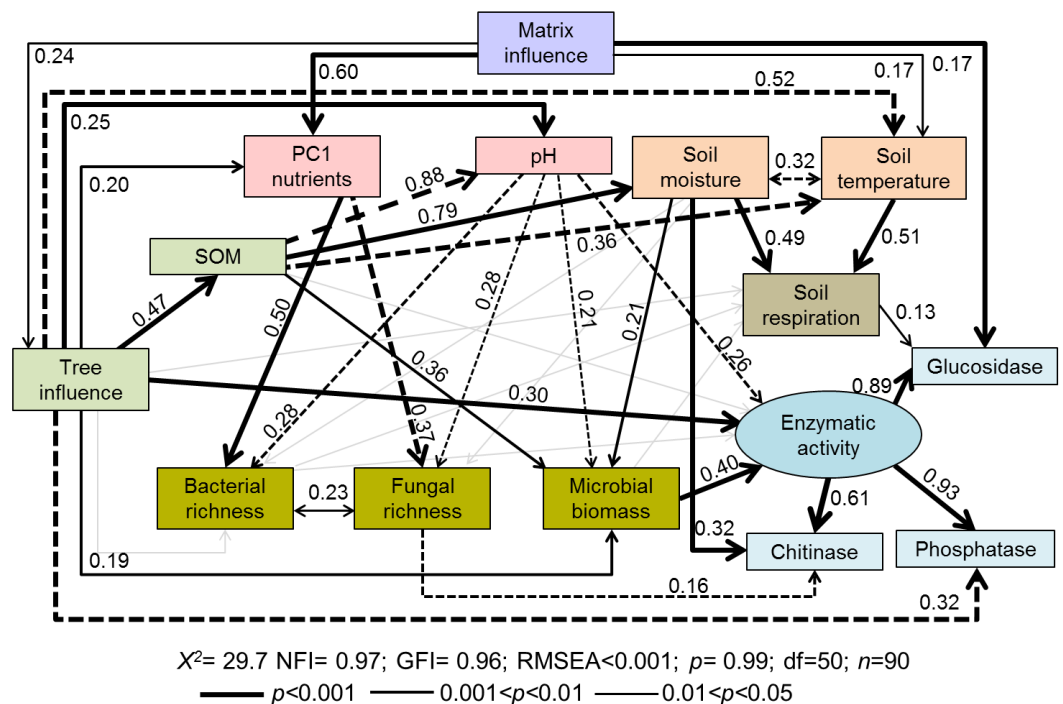 Matrix
influence
0.24
0.60
0.17
0.17
0.52
0.25
PC1
nutrients
pH
Soil
moisture
0.32
Soil
temperature
0.20
0.88
0.79
0.36
SOM
0.49
0.51
Soil
respiration
0.47
0.50
0.28
0.21
0.21
0.13
Glucosidase
Tree
influence
0.36
0.26
0.30
0.89
Enzymatic
activity
0.28
0.37
Bacterial
richness
0.23
Fungal
richness
Microbial
biomass
0.40
0.61
0.93
0.32
Chitinase
Phosphatase
0.19
0.16
0.32
X²= 29.7 NFI= 0.97; GFI= 0.96; RMSEA<0.001; p= 0.99; df=50; n=90
p<0.001 0.001<p<0.01 0.01<p<0.05